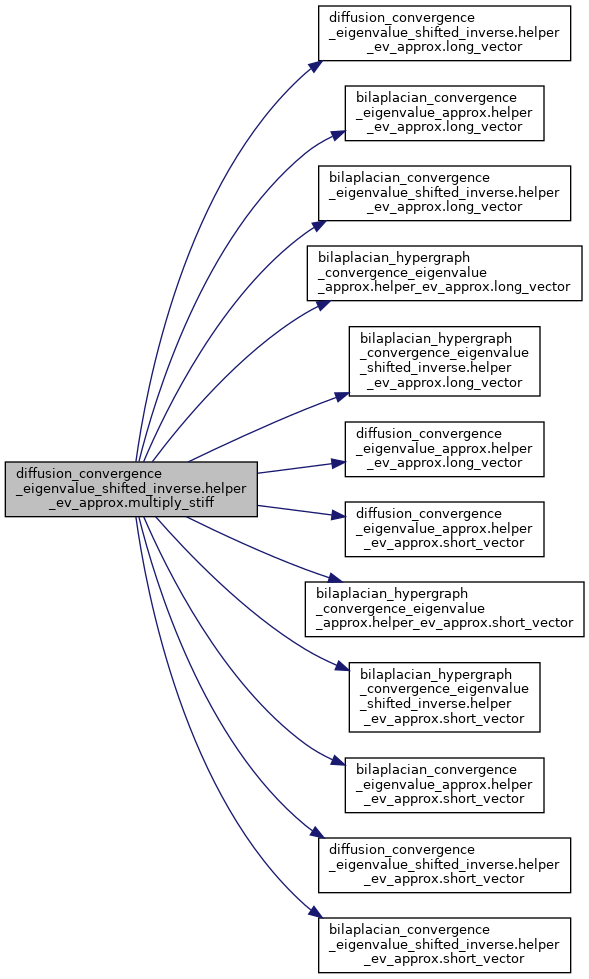 diffusion_convergence
_eigenvalue_shifted_inverse.helper
_ev_approx.long_vector
bilaplacian_convergence
_eigenvalue_approx.helper
_ev_approx.long_vector
bilaplacian_convergence
_eigenvalue_shifted_inverse.helper
_ev_approx.long_vector
bilaplacian_hypergraph
_convergence_eigenvalue
_approx.helper_ev_approx.long_vector
bilaplacian_hypergraph
_convergence_eigenvalue
_shifted_inverse.helper
_ev_approx.long_vector
diffusion_convergence
_eigenvalue_approx.helper
_ev_approx.long_vector
diffusion_convergence
_eigenvalue_shifted_inverse.helper
_ev_approx.multiply_stiff
diffusion_convergence
_eigenvalue_approx.helper
_ev_approx.short_vector
bilaplacian_hypergraph
_convergence_eigenvalue
_approx.helper_ev_approx.short_vector
bilaplacian_hypergraph
_convergence_eigenvalue
_shifted_inverse.helper
_ev_approx.short_vector
bilaplacian_convergence
_eigenvalue_approx.helper
_ev_approx.short_vector
diffusion_convergence
_eigenvalue_shifted_inverse.helper
_ev_approx.short_vector
bilaplacian_convergence
_eigenvalue_shifted_inverse.helper
_ev_approx.short_vector